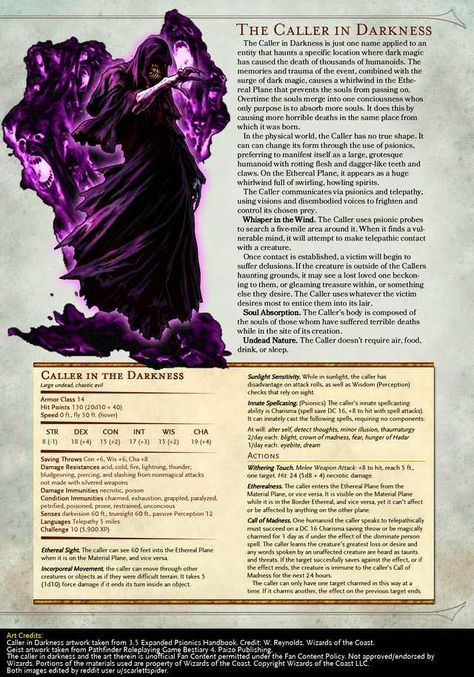 THE CALLER IN DARKNESS
The Caller in Darkness is just one name applied to an
entity that haunts a specific location where dark magic
has caused the death of thousands of humanoids. The
memories and trauma of the event, combined with the
surge of dark magic, causes a whirlwind in the Ethe-
real Plane that prevents the souls from passing on.
Overtime the souls merge into one conciousness whos
only purpose is to absorb more souls. It does this by
causing more horrible deaths in the same place from
which it was born.
In the physical world, the Caller has no true shape. It
can can change its form through the use of psionics,
preferring to manifest itself as a large, grotesque
humanoid with rotting flesh and dagger-like teeth and
claws. On the Ethereal Plane, it appears as a huge
whirlwind full of swirling, howling spirits.
The Caller communicates via psionics and telepathy,
using visions and disembodied voices to frighten and
control its chosen prey.
Whisper in the Wind. The Caller uses psionic probes
to search a five-mile area around it. When it finds a vul-
nerable mind, it will attempt to make telepathic contact
with a creature.
Once contact is established, a victim will begin to
suffer delusions. If the creature is outside of the Callers
haunting grounds, it may see a lost loved one beckon-
ing to them, or gleaming treasure within, or something
else they desire. The Caller uses whatever the victim
desires most to entice them into its lair.
Soul Absorption. The Caller's body is composed of
the souls of those whom have suffered terrible deaths
while in the site of its creation.
Undead Nature. The Caller doesn't require air, food,
drink, or sleep.
CALLER IN THE DARKNESS
Large undead, chaotic evil
Armor Class 14
Hit Points 130 (20d10 + 40)
Speed 0 ft., fly 50 ft. (hover)
STR DEX CON INT WIS CHA
8 (-1) 18 (+4) 15 (+2) 17 (+3) 15 (+2) 19 (+4)
Saving Throws Con +6, Wis +6, Cha +8
Damage Resistances acid, cold, fire, lightning, thunder,
bludgeoning, piercing, and slashing from nonmagical attacks
not made with silvered weapons
Damage Immunities necrotic, poison
Condition Immunities charmed, exhaustion, grappled, paralyzed,
petrified, poisoned, prone, restrained, unconcious
Senses darkvision 60 ft., truesight 60 ft., passive Perception 12
Languages Telepathy 5 miles
Challenge 10 (5,900 XP)
Ethereal Sight. The caller can see 60 feet into the Ethereal Plane
when it is on the Material Plane, and vice versa.
Incorporeal Movement. the caller can move through other
creatures or objects as if they were difficult terrain. It takes 5
(1d10) force damage if it ends its turn inside an object.
Sunlight Sensitivity. While in sunlight, the caller has
disadvantage on attack rolls, as well as Wisdom (Perception)
checks that rely on sight.
Innate Spellcasing. (Psionics) The caller's innate spellcasting
ability is Charisma (spell save DC 16, +8 to hit with spell attacks).
It can innately cast the following spells, requiring no components:
At will: alter self, detect thoughts, minor illusion, thaumaturgy
2/day each: blight, crown of madness, fear, hunger of Hadar
1/day each: eyebite, dream
ACTIONS
Withering Touch. Melee Weapon Attack: +8 to hit, reach 5 ft.,
one target. Hit: 24 (5d8 + 4) necrotic damage.
Etherealness. The caller enters the Ethereal Plane from the
Material Plane, or vice versa. It is visible on the Material Plane
while it is in the Border Ethereal, and vice versa, yet it can't affect
or be affected by anything on the other plane.
Call of Madness. One humanoid the caller speaks to telepathically
must succeed on a DC 16 Charisma saving throw or be magically
charmed for 1 day as if under the effect of the dominate person
spell. The caller learns the creature's greatest loss or desire and
any words spoken by an unaffected creature are heard as taunts
and threats. If the target succesfully saves against the effect, or if
the effect ends, the creature is immune to the caller's Call of
Madness for the next 24 hours.
The caller can only have one target charmed in this way at a
time. If it charms another, the effect on the previous target ends.
Art Credits:
Caller in Darkness artwork taken from 3.5 Expanded Psionics Handbook. Credit: W. Reynolds, Wizards of the Coast.
Geist artwork taken from Pathfinder Roleplaying Game Bestiary 4, Paizo Publishing.
The caller in darkness and the art therein is unofficial Fan Content permitted under the Fan Content Policy. Not approved/endorsed by
Wizards. Portions of the materials used are property of Wizards of the Coast. Copyright Wizards of the Coast LLC.
Both images edited by reddit user u/scarlettspider.